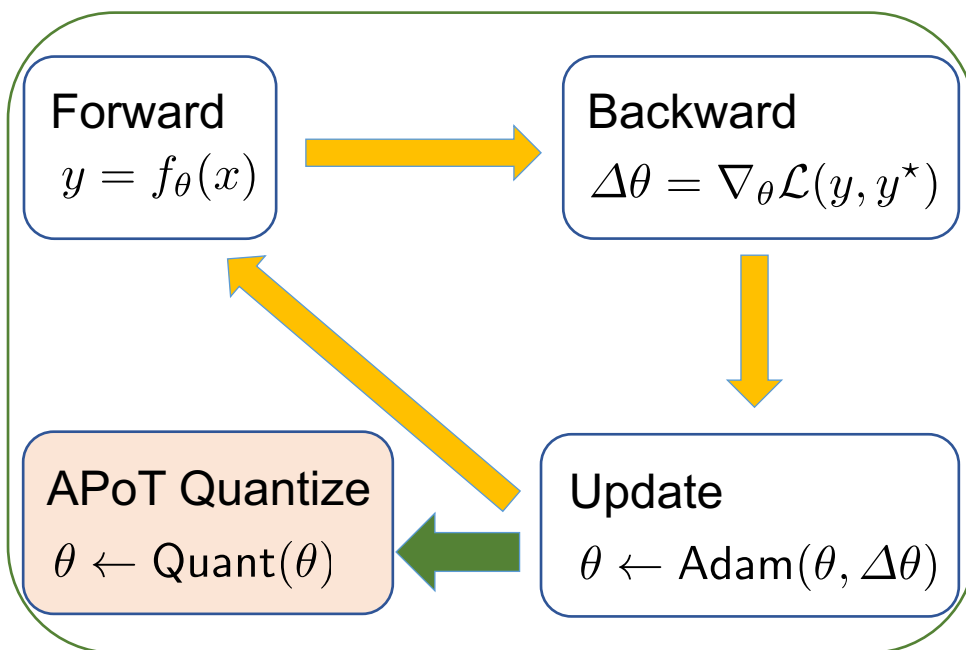 Forward
y = f_θ(x)
Backward
Δθ = ∇_θ ℒ(y, y^⋆)
APoT Quantize
θ ← Quant(θ)
Update
θ ← Adam(θ, Δθ)